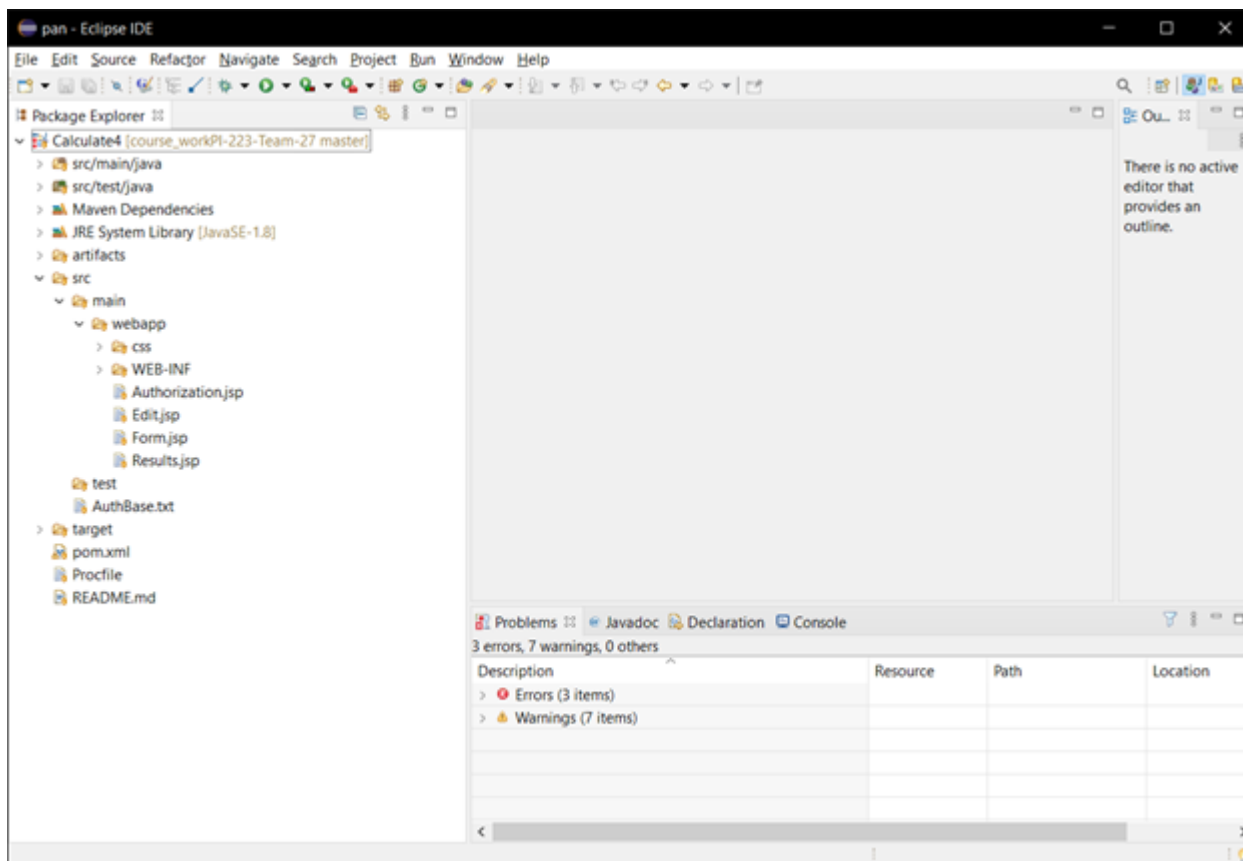 pan - Eclipse IDE
File Edit Source Refactor Navigate Search Project Run Window Help
Package Explorer
Calculate4 [course_workPI-223-Team-27 master]
src/main/java
src/test/java
Maven Dependencies
JRE System Library [JavaSE-1.8]
artifacts
src
main
webapp
css
WEB-INF
Authorization.jsp
Edit.jsp
Form.jsp
Results.jsp
test
AuthBase.txt
target
pom.xml
Procfile
README.md
Ou...
There is no active
editor that
provides an
outline.
Problems Javadoc Declaration Console
3 errors, 7 warnings, 0 others
Description Resource Path Location
Errors (3 items)
Warnings (7 items)